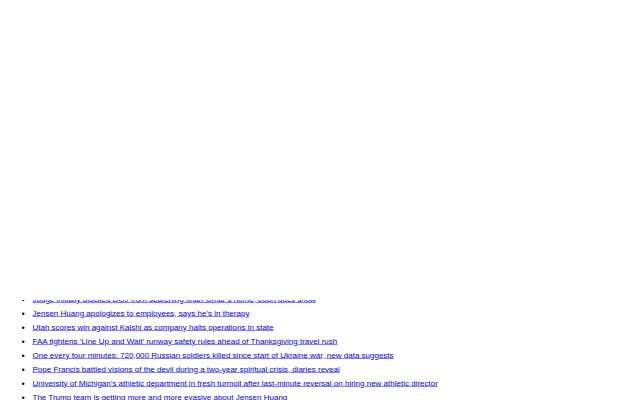 Jensen Huang apologizes to employees, says he's in therapy
Utah scores win against Kalshi as company halts operations in state
FAA tightens 'Line Up and Wait' runway safety rules ahead of Thanksgiving travel rush
One every four minutes: 720,000 Russian soldiers killed since start of Ukraine war, new data suggests
Pope Francis battled visions of the devil during a two-year spiritual crisis, diaries reveal
University of Michigan's athletic department in fresh turmoil after last-minute reversal on hiring new athletic director
The Trump team is getting more and more evasive about Jensen Huang